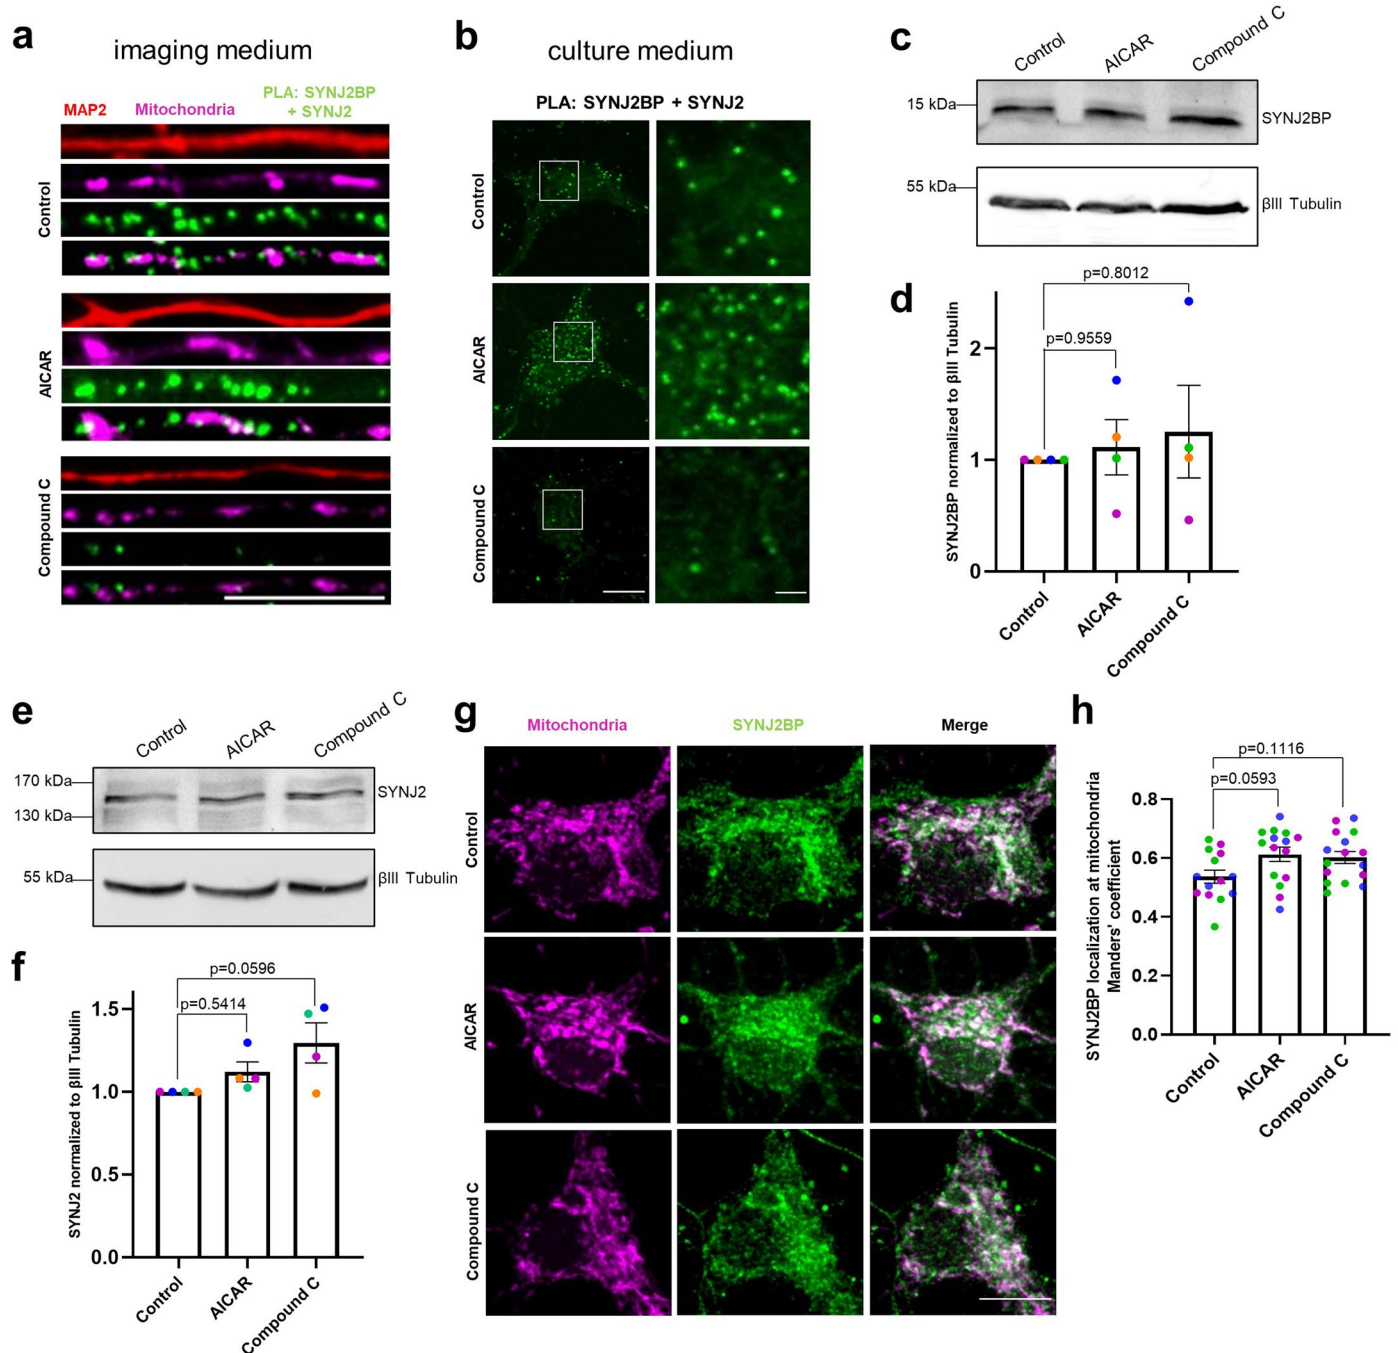 a
imaging medium
MAP2
Mitochondria
PLA: SYNJ2BP
+ SYNJ2
Control
AICAR
Compound C
b
culture medium
PLA: SYNJ2BP + SYNJ2
Control
AICAR
Compound C
c
Control
AICAR
Compound C
15 kDa
SYNJ2BP
55 kDa
βIII Tubulin
d
SYNJ2BP normalized to βIII Tubulin
p=0.8012
p=0.9559
2
1
0
Control
AICAR
Compound C
e
Control
AICAR
Compound C
170 kDa
130 kDa
SYNJ2
55 kDa
βIII Tubulin
f
SYNJ2 normalized to βIII Tubulin
p=0.0596
p=0.5414
1.5
1.0
0.5
0.0
Control
AICAR
Compound C
g
Mitochondria
SYNJ2BP
Merge
Control
AICAR
Compound C
h
SYNJ2BP localization at mitochondria
Manders' coefficient
p=0.1116
p=0.0593
0.8
0.6
0.4
0.2
0.0
Control
AICAR
Compound C